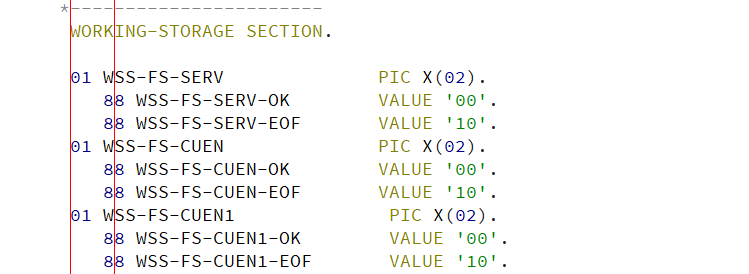 *-----------------------
WORKING-STORAGE SECTION.
01 WSS-FS-SERV PIC X(02).
88 WSS-FS-SERV-OK VALUE '00'.
88 WSS-FS-SERV-EOF VALUE '10'.
01 WSS-FS-CUEN PIC X(02).
88 WSS-FS-CUEN-OK VALUE '00'.
88 WSS-FS-CUEN-EOF VALUE '10'.
01 WSS-FS-CUEN1 PIC X(02).
88 WSS-FS-CUEN1-OK VALUE '00'.
88 WSS-FS-CUEN1-EOF VALUE '10'.